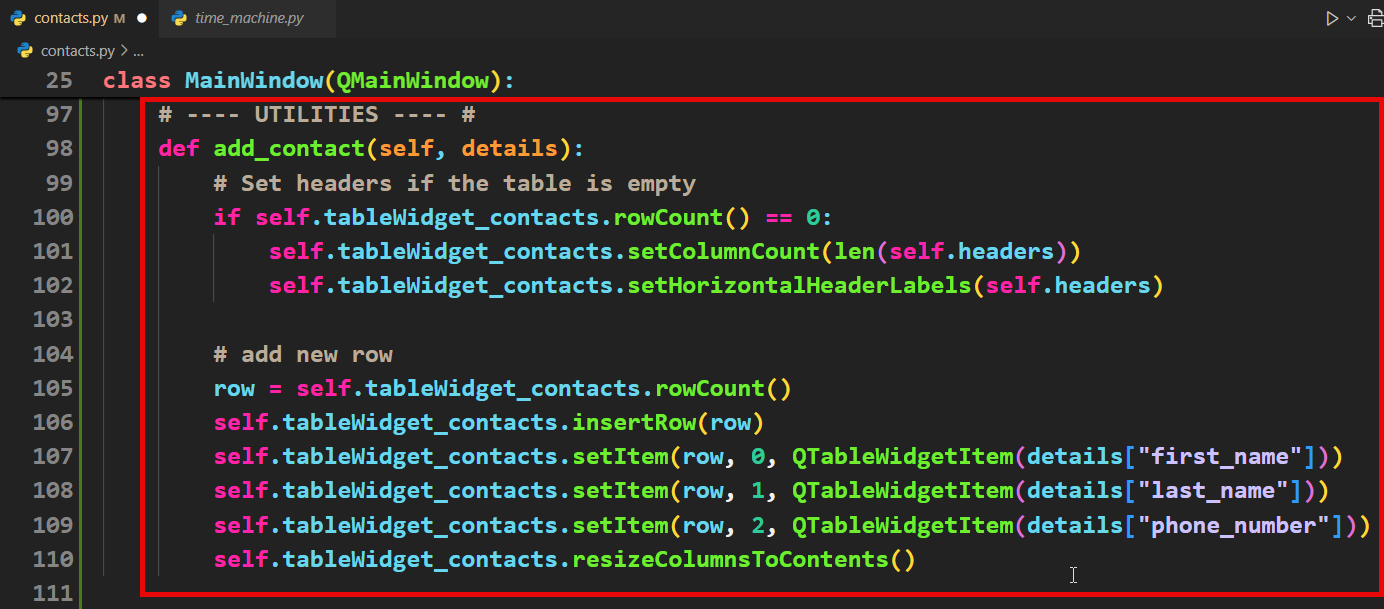 contacts.py M
time_machine.py
contacts.py > ...
25 class MainWindow(QMainWindow):
97     # ---- UTILITIES ---- #
98     def add_contact(self, details):
99         # Set headers if the table is empty
100         if self.tableWidget_contacts.rowCount() == 0:
101             self.tableWidget_contacts.setColumnCount(len(self.headers))
102             self.tableWidget_contacts.setHorizontalHeaderLabels(self.headers)
103
104         # add new row
105         row = self.tableWidget_contacts.rowCount()
106         self.tableWidget_contacts.insertRow(row)
107         self.tableWidget_contacts.setItem(row, 0, QTableWidgetItem(details["first_name"]))
108         self.tableWidget_contacts.setItem(row, 1, QTableWidgetItem(details["last_name"]))
109         self.tableWidget_contacts.setItem(row, 2, QTableWidgetItem(details["phone_number"]))
110         self.tableWidget_contacts.resizeColumnsToContents()
111